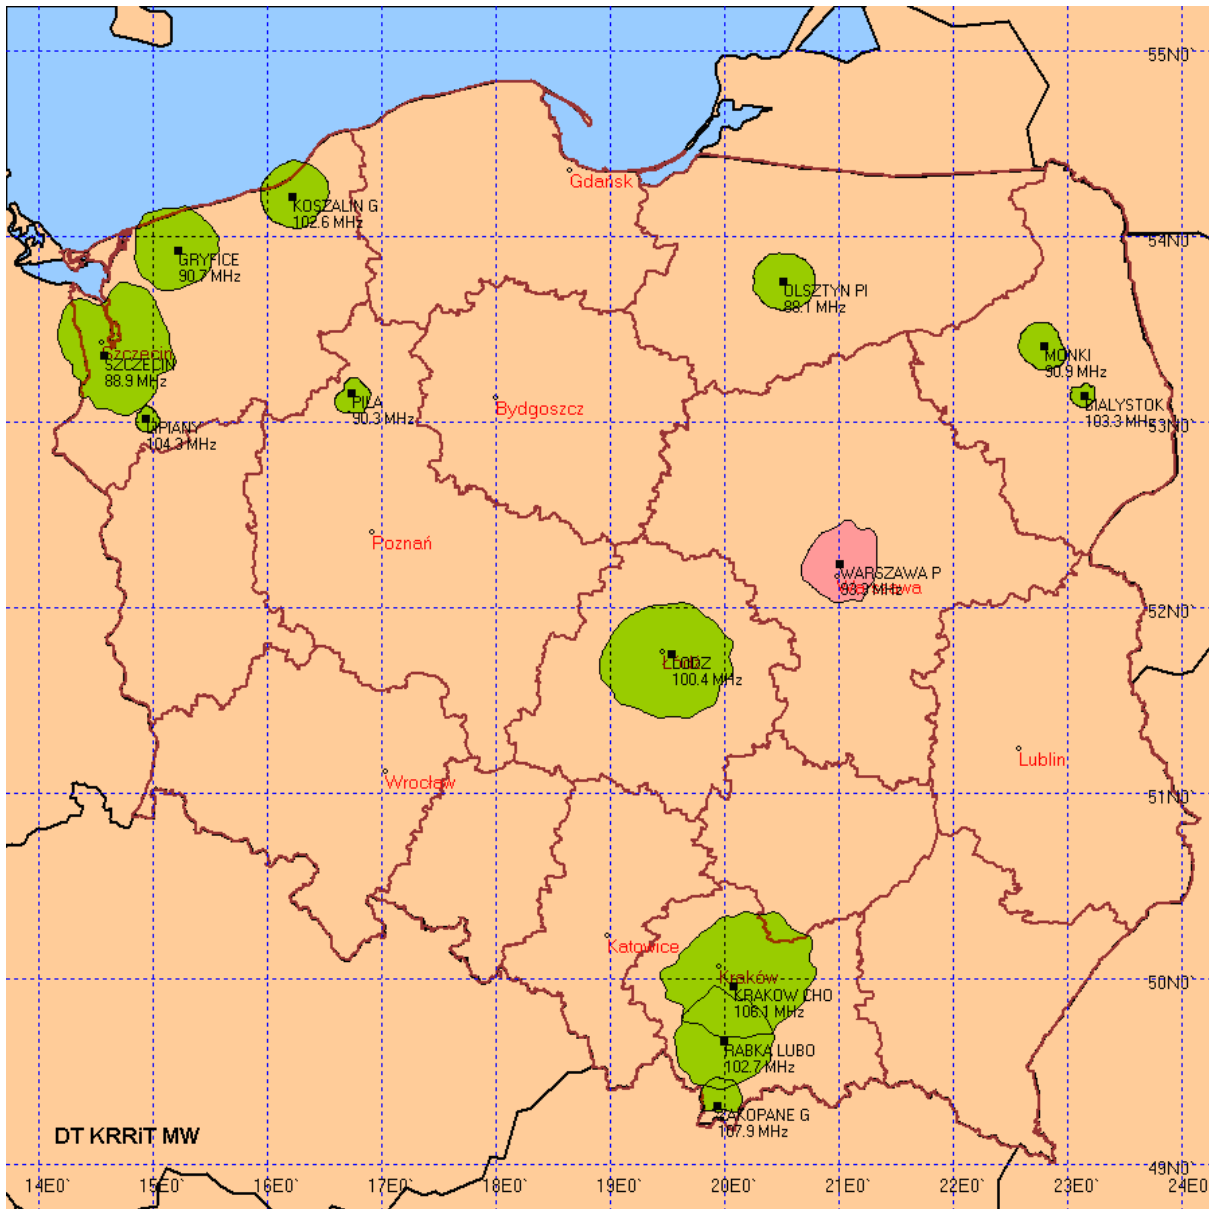 55N0`
Gdańsk
KOSZALIN G
102.6 MHz
54N0`
GRYFICE
90.7 MHz
OLSZTYN PI
88.1 MHz
Szczecin
SZCZECIN
88.9 MHz
MONKI
90.9 MHz
PILA
90.3 MHz
Bydgoszcz
BIALYSTOK
103.3 MHz
53N0`
LIPIANY
104.3 MHz
Poznań
WARSZAWA P
93.3 MHz
52N0`
LODZ
100.4 MHz
Lublin
Wrocław
51N0`
Katowice
Kraków
50N0`
KRAKOW CHO
106.1 MHz
RABKA LUBO
102.7 MHz
ZAKOPANE G
107.9 MHz
DT KRRiT MW
49N0`
14E0` 15E0` 16E0` 17E0` 18E0` 19E0` 20E0` 21E0` 22E0` 23E0` 24E0